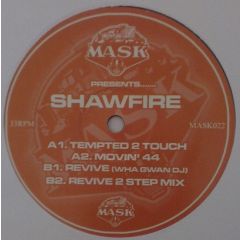 MASK
PRESENTS.......
SHAWFIRE
33RPM
MASK022
A1. TEMPTED 2 TOUCH
A2. MOVIN' 44
B1: REVIVE (WHA GWAN DJ)
B2. REVIVE 2 STEP MIX
MASK